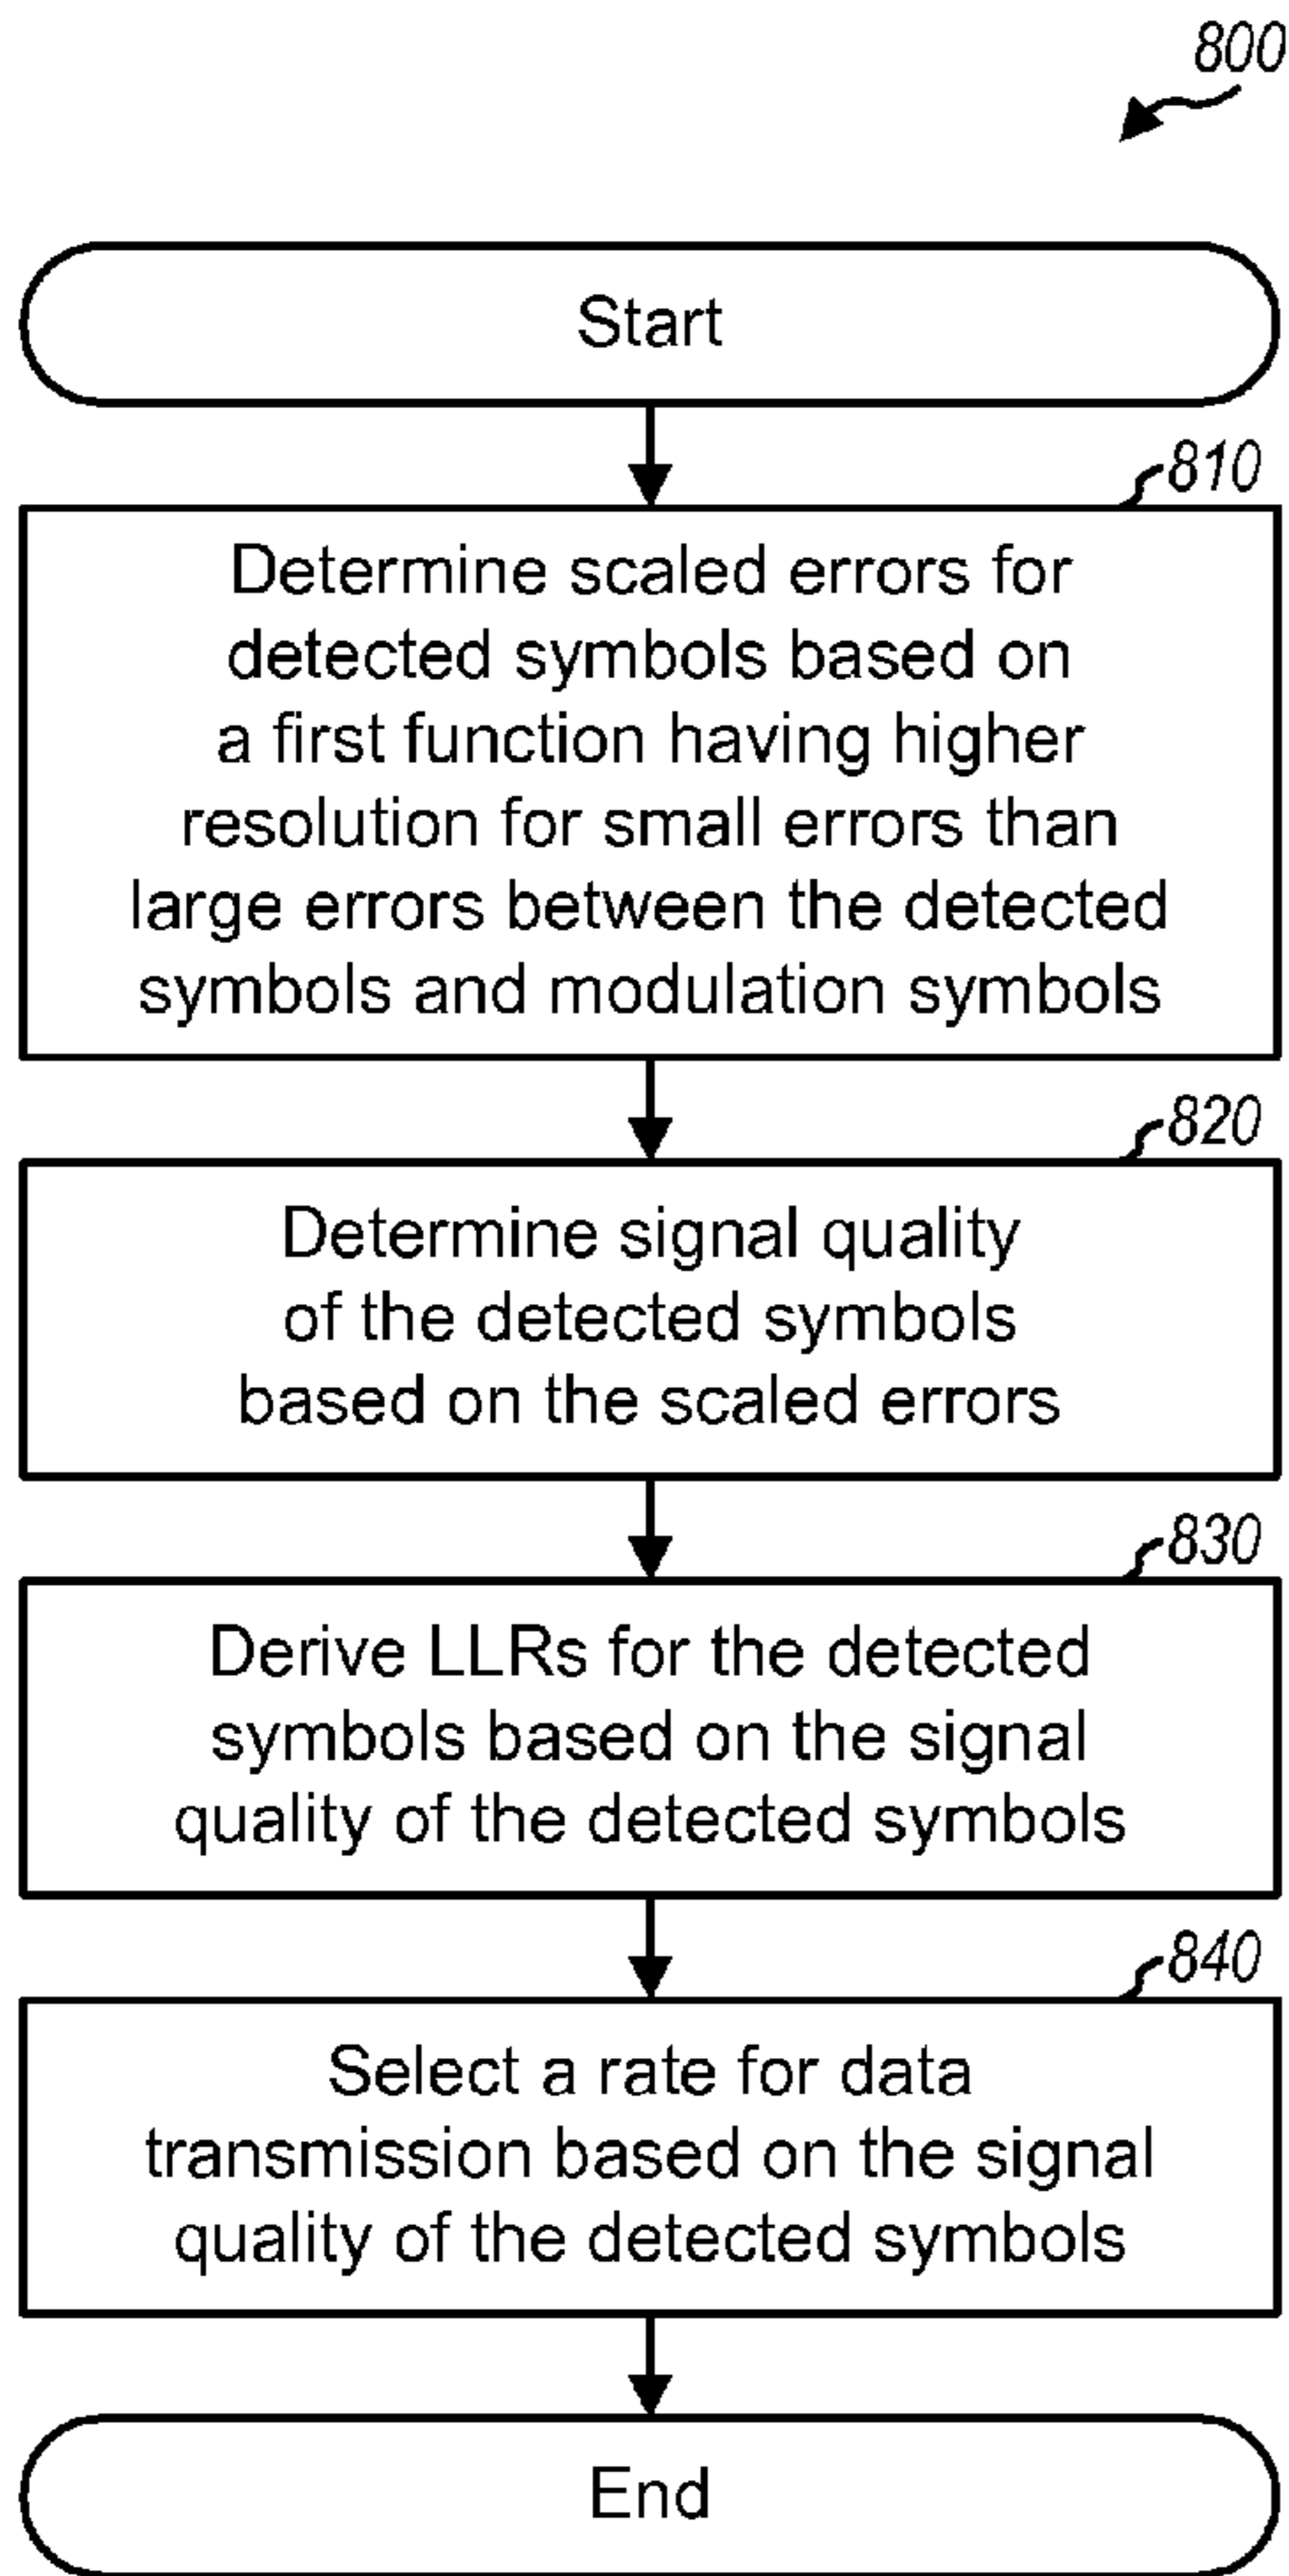 800
Start
810
Determine scaled errors for
detected symbols based on
a first function having higher
resolution for small errors than
large errors between the detected
symbols and modulation symbols
820
Determine signal quality
of the detected symbols
based on the scaled errors
830
Derive LLRs for the detected
symbols based on the signal
quality of the detected symbols
840
Select a rate for data
transmission based on the signal
quality of the detected symbols
End